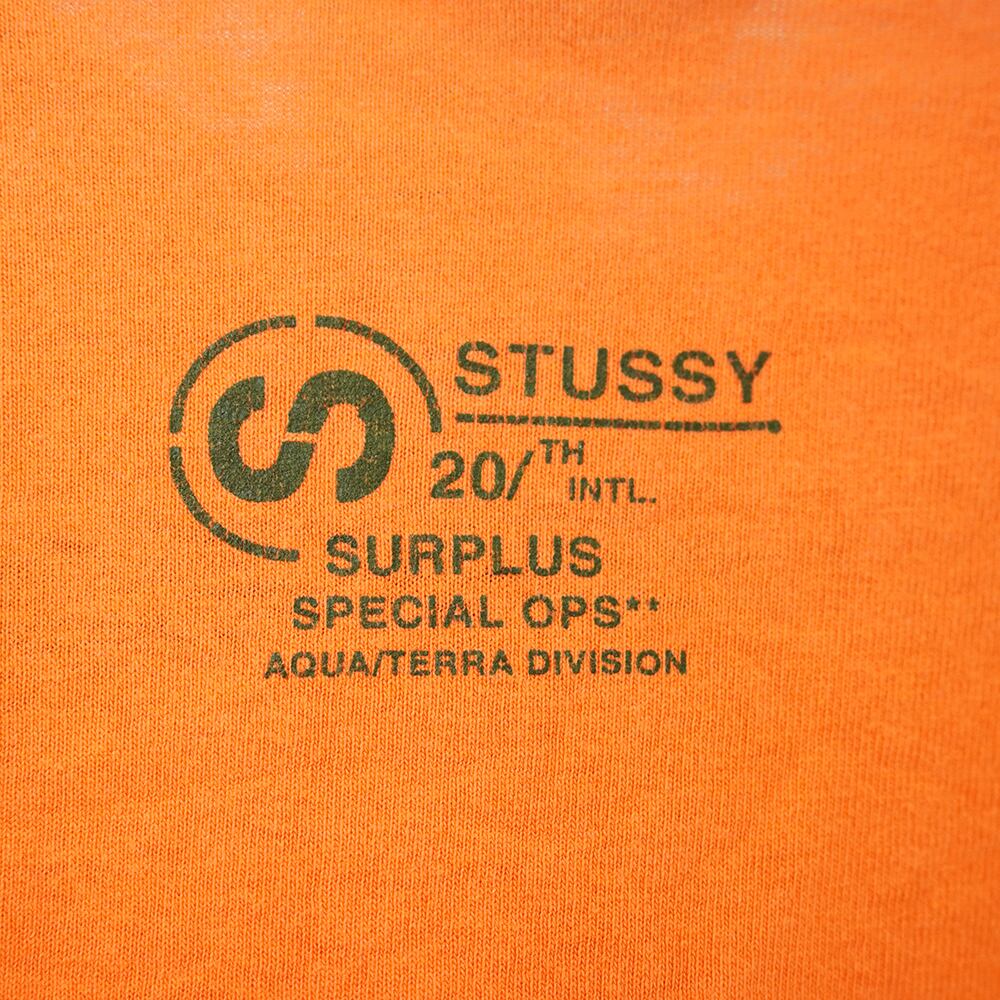 S STUSSY
20/TH INTL.
SURPLUS
SPECIAL OPS**
AQUA/TERRA DIVISION